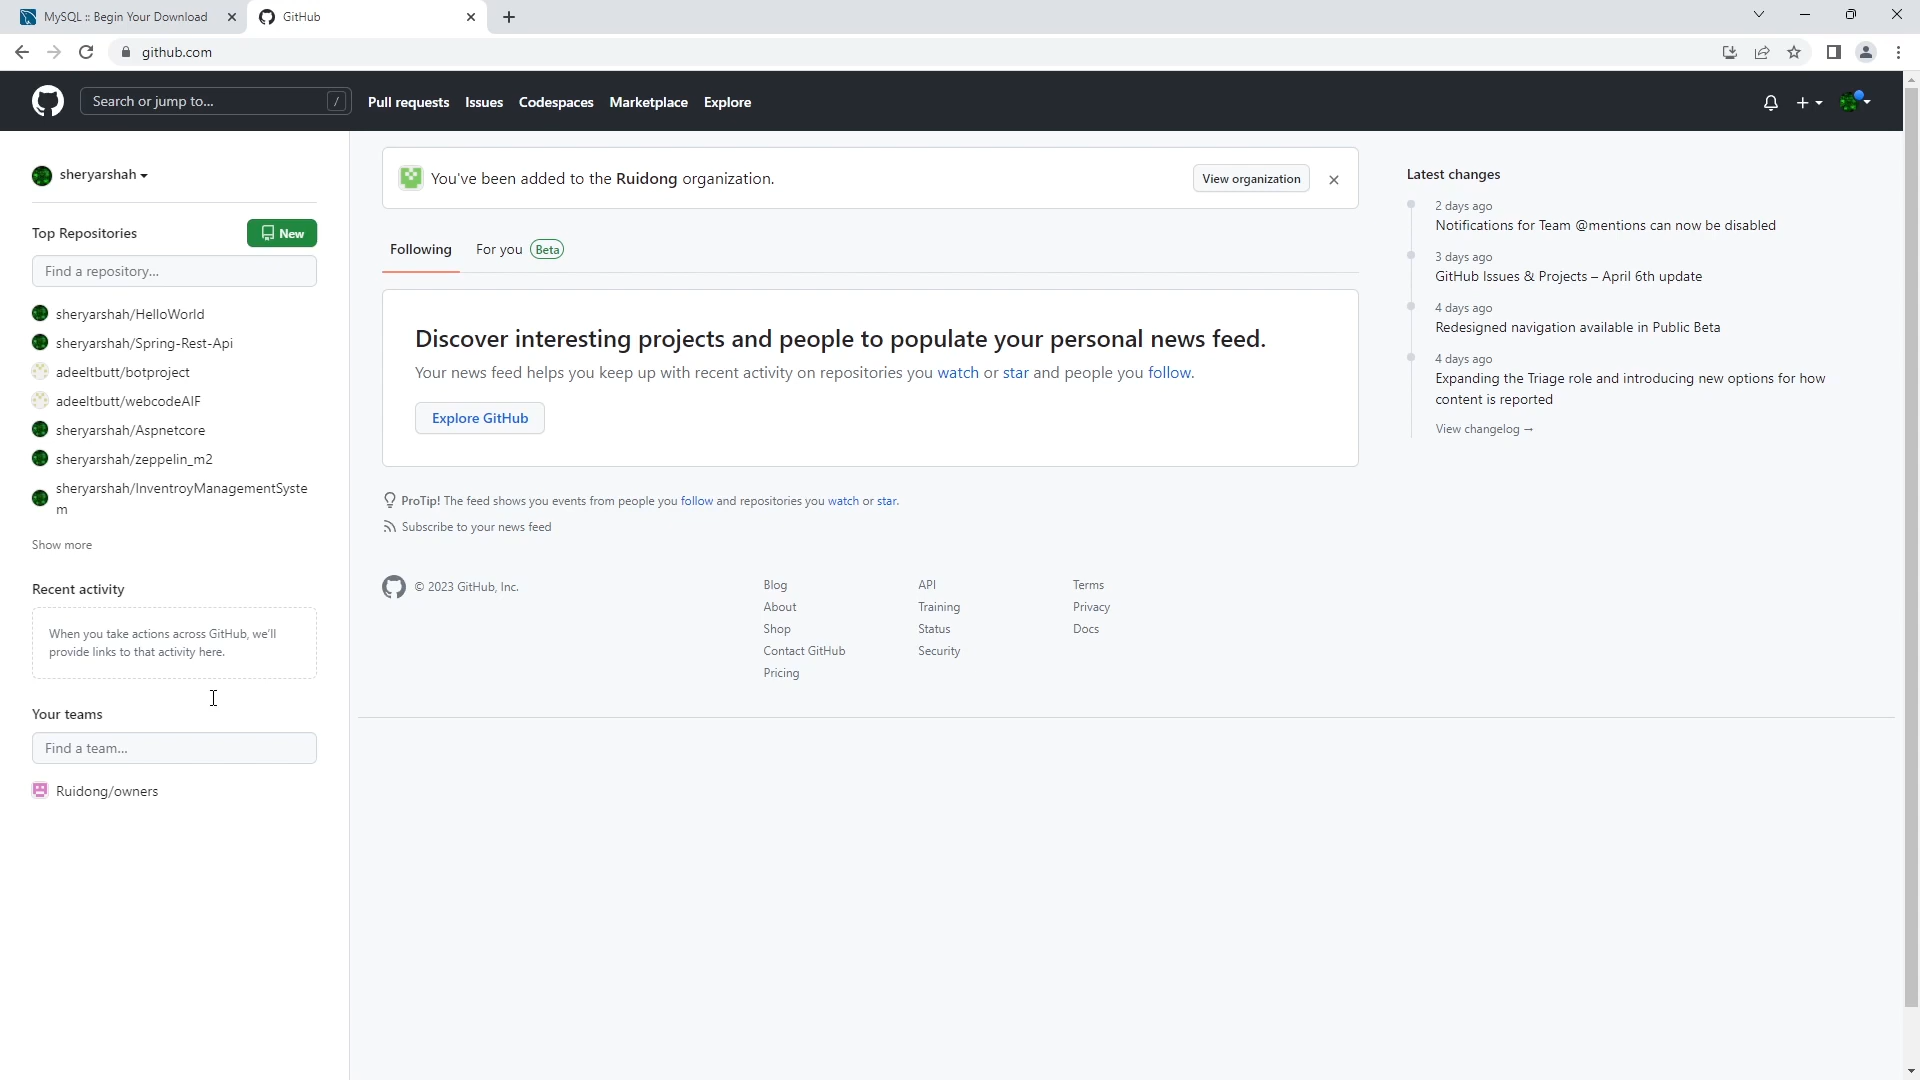 MySQL :: Begin Your Download
GitHub
github.com
Search or jump to... /
Pull requests Issues Codespaces Marketplace Explore
sheryarshah
Top Repositories
New
Find a repository...
sheryarshah/HelloWorld
sheryarshah/Spring-Rest-Api
adeeltbutt/botproject
adeeltbutt/webcodeAIF
sheryarshah/Aspnetcore
sheryarshah/zeppelin_m2
sheryarshah/InventroyManagementSyste
m
Show more
Recent activity
When you take actions across GitHub, we'll
provide links to that activity here.
Your teams
Find a team...
Ruidong/owners
You've been added to the Ruidong organization.
View organization
Following For you Beta
Discover interesting projects and people to populate your personal news feed.
Your news feed helps you keep up with recent activity on repositories you watch or star and people you follow.
Explore GitHub
ProTip! The feed shows you events from people you follow and repositories you watch or star.
Subscribe to your news feed
© 2023 GitHub, Inc.
Blog
About
Shop
Contact GitHub
Pricing
API
Training
Status
Security
Terms
Privacy
Docs
Latest changes
2 days ago
Notifications for Team @mentions can now be disabled
3 days ago
GitHub Issues & Projects – April 6th update
4 days ago
Redesigned navigation available in Public Beta
4 days ago
Expanding the Triage role and introducing new options for how
content is reported
View changelog →